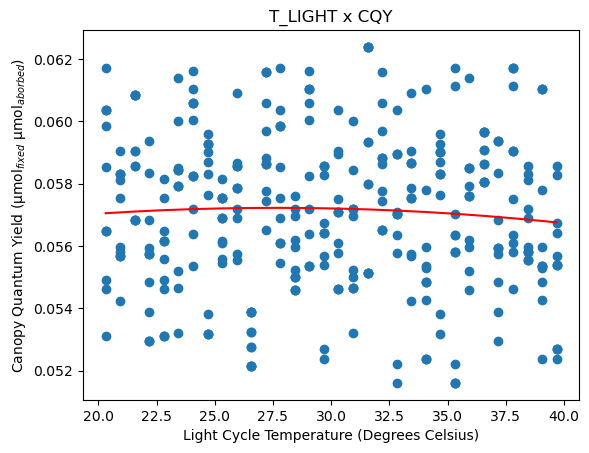 T_LIGHT x CQY
Canopy Quantum Yield (μmol_fixed μmol_aborbed)
0.062
0.060
0.058
0.056
0.054
0.052
20.0 22.5 25.0 27.5 30.0 32.5 35.0 37.5 40.0
Light Cycle Temperature (Degrees Celsius)